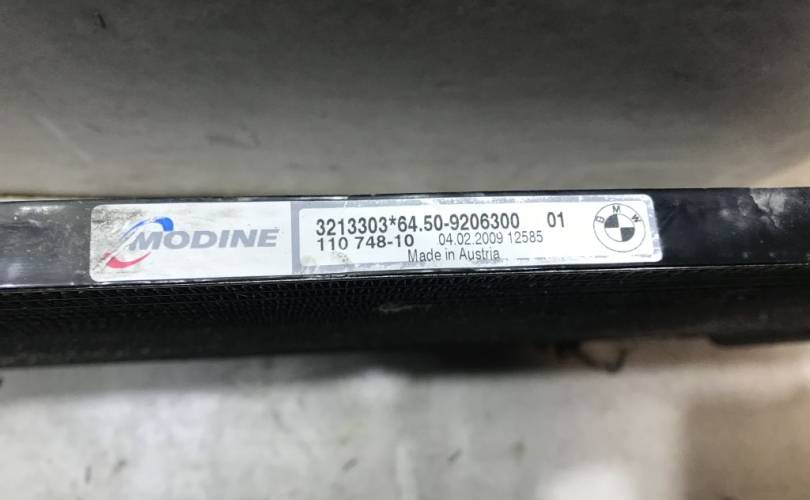 MODINE
3213303*64.50-9206300 01
110 748-10 04.02.2009 12585
Made in Austria
BMW